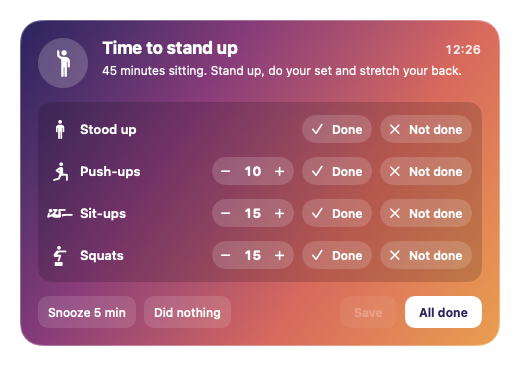 Time to stand up 12:26
45 minutes sitting. Stand up, do your set and stretch your back.
Stood up Done Not done
Push-ups − 10 + Done Not done
Sit-ups − 15 + Done Not done
Squats − 15 + Done Not done
Snooze 5 min Did nothing Save All done